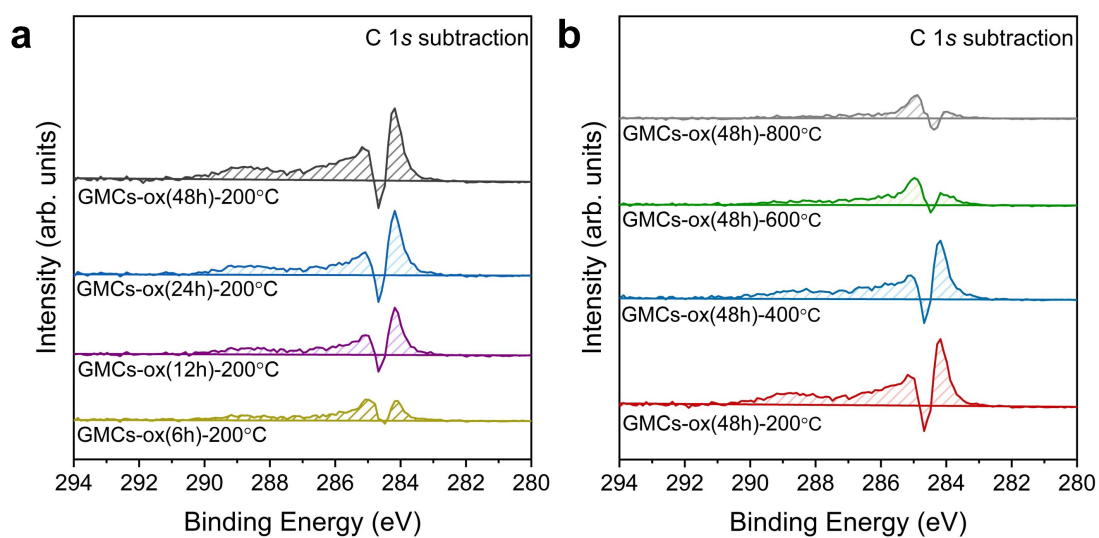 a
C 1s subtraction
Intensity (arb. units)
GMCs-ox(48h)-200°C
GMCs-ox(24h)-200°C
GMCs-ox(12h)-200°C
GMCs-ox(6h)-200°C
294 292 290 288 286 284 282 280
Binding Energy (eV)
b
C 1s subtraction
Intensity (arb. units)
GMCs-ox(48h)-800°C
GMCs-ox(48h)-600°C
GMCs-ox(48h)-400°C
GMCs-ox(48h)-200°C
294 292 290 288 286 284 282 280
Binding Energy (eV)